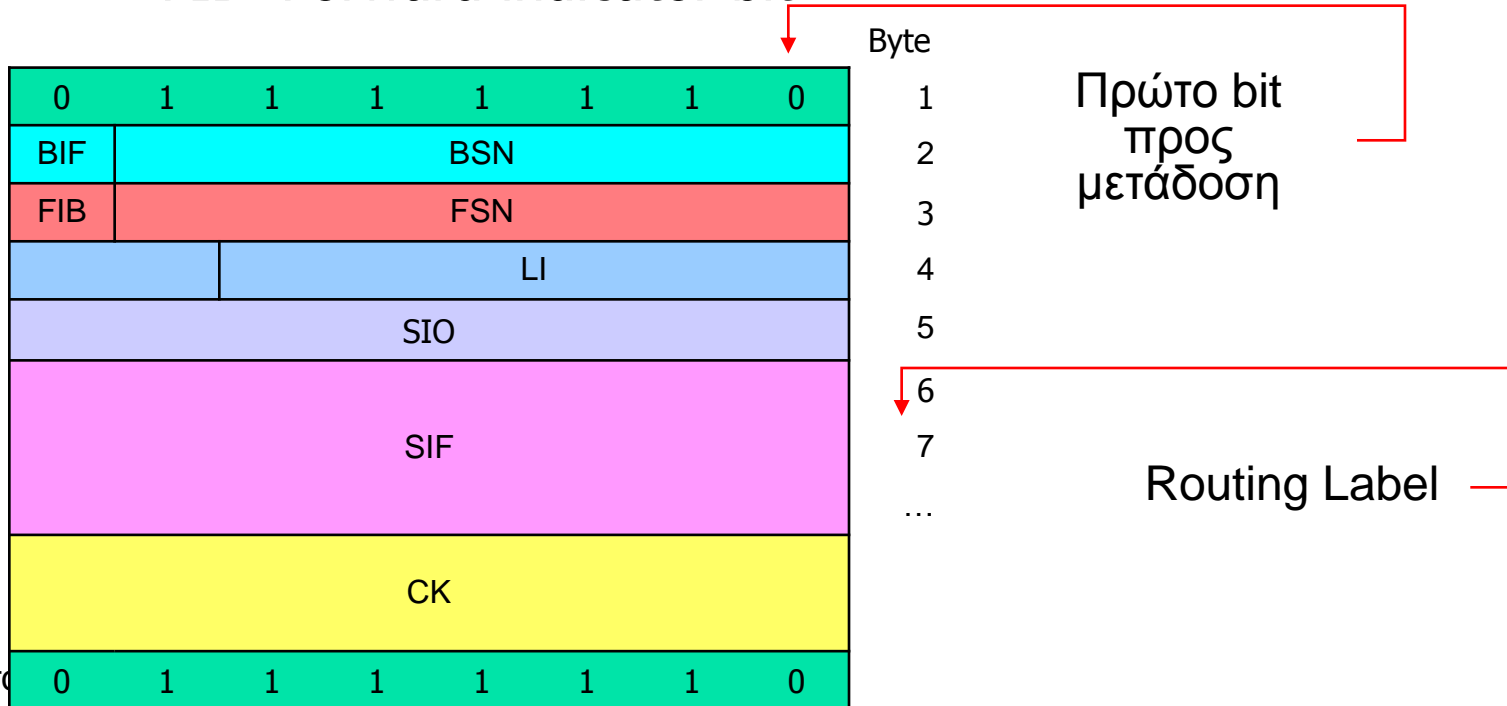 Byte
0 1 1 1 1 1 1 0 1
Πρώτο bit
προς
μετάδοση
BIF BSN 2
FIB FSN 3
LI 4
SIO 5
6
SIF 7
Routing Label
...
CK
0 1 1 1 1 1 1 0